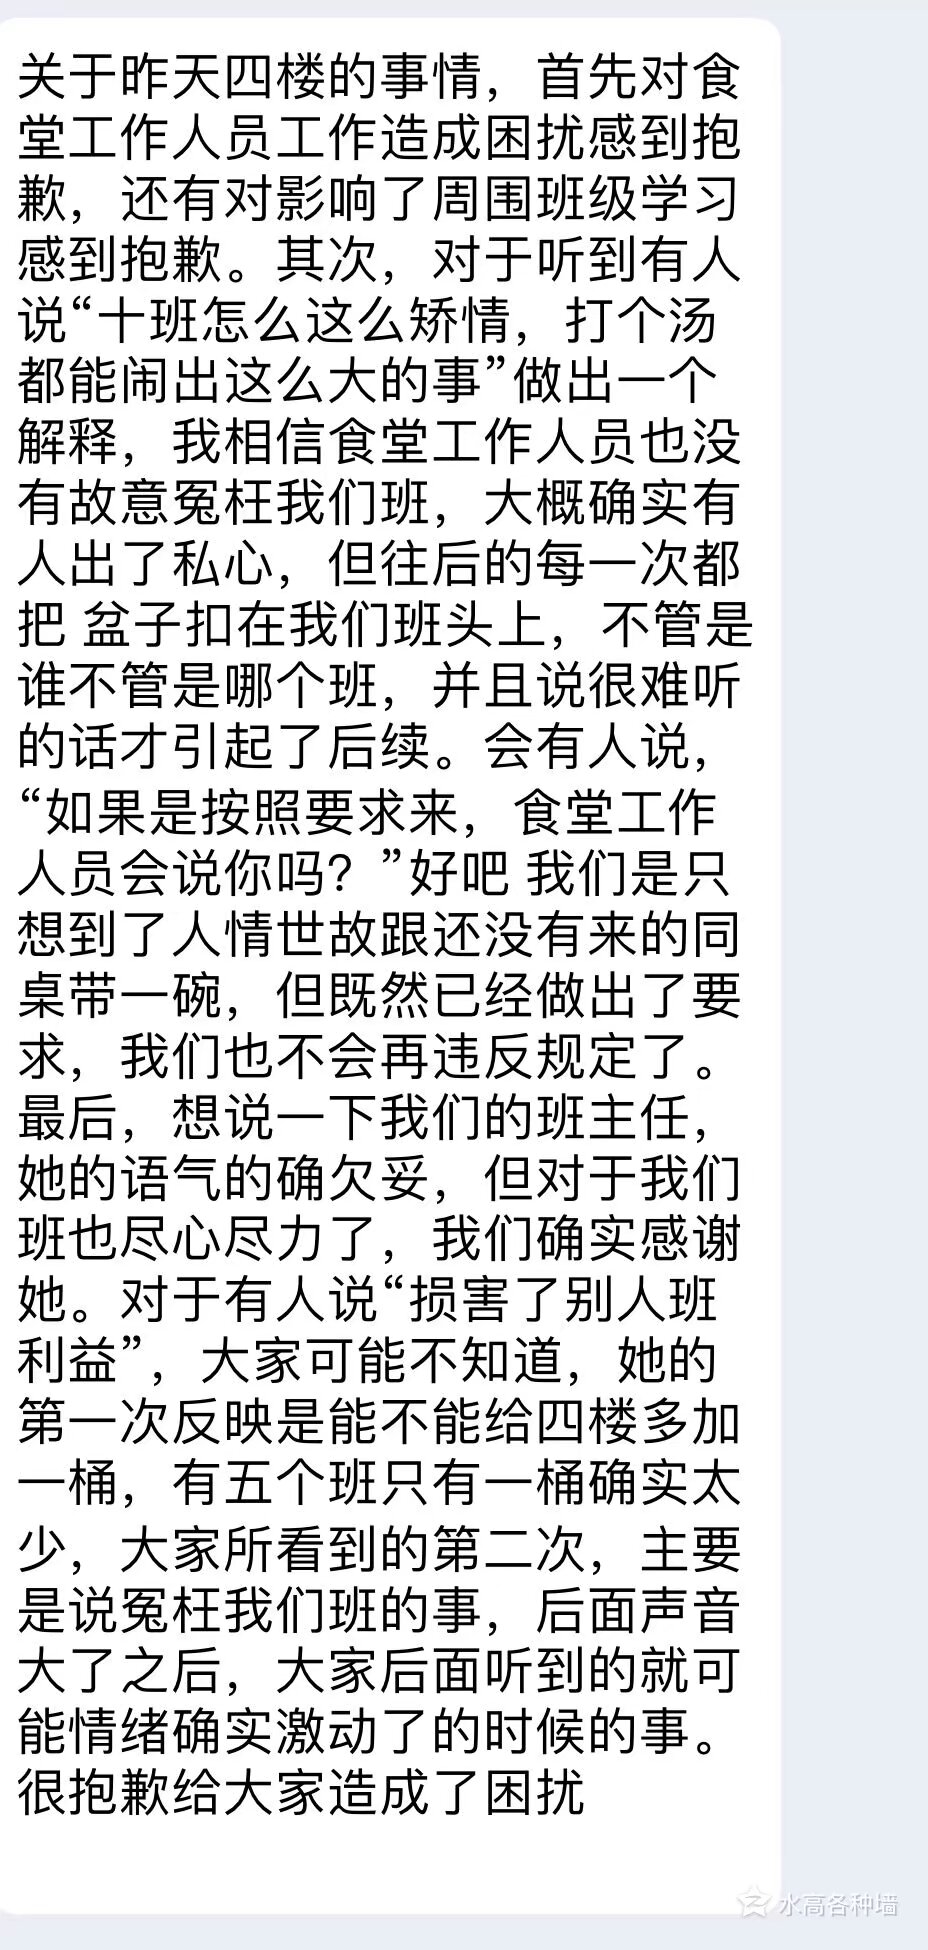 关于昨天四楼的事情，首先对食
堂工作人员工作造成困扰感到抱
歉，还有对影响了周围班级学习
感到抱歉。其次，对于听到有人
说“十班怎么这么矫情，打个汤
都能闹出这么大的事”做出一个
解释，我相信食堂工作人员也没
有故意冤枉我们班，大概确实有
人出了私心，但往后的每一次都
把 盆子扣在我们班头上，不管是
谁不管是哪个班，并且说很难听
的话才引起了后续。会有人说，
“如果是按照要求来，食堂工作
人员会说你吗？”好吧 我们是只
想到了人情世故跟还没有来的同
桌带一碗，但既然已经做出了要
求，我们也不会再违反规定了。
最后，想说一下我们的班主任，
她的语气的确欠妥，但对于我们
班也尽心尽力了，我们确实感谢
她。对于有人说“损害了别人班
利益”，大家可能不知道，她的
第一次反映是能不能给四楼多加
一桶，有五个班只有一桶确实太
少，大家所看到的第二次，主要
是说冤枉我们班的事，后面声音
大了之后，大家后面听到的就可
能情绪确实激动了的时候的事。
很抱歉给大家造成了困扰
水高各种墙